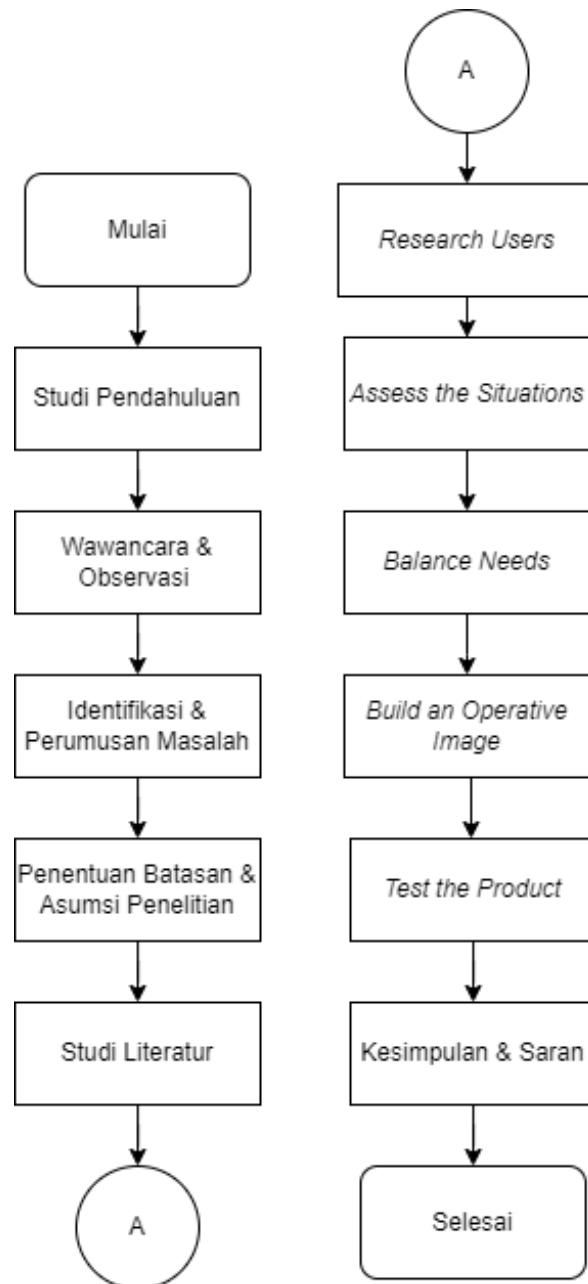 Mulai
Studi Pendahuluan
Wawancara &
Observasi
Identifikasi &
Perumusan Masalah
Penentuan Batasan &
Asumsi Penelitian
Studi Literatur
A
A
Research Users
Assess the Situations
Balance Needs
Build an Operative
Image
Test the Product
Kesimpulan & Saran
Selesai